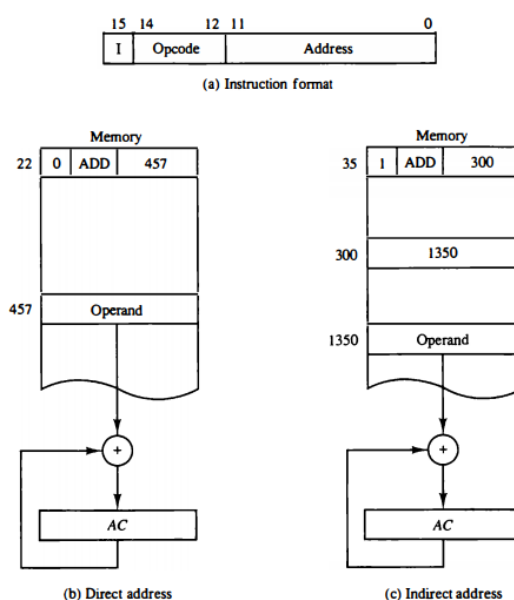 15 14 12 11 0
I Opcode Address
(a) Instruction format
Memory
22 0 ADD 457
457 Operand
+
AC
(b) Direct address
Memory
35 1 ADD 300
300 1350
1350 Operand
+
AC
(c) Indirect address